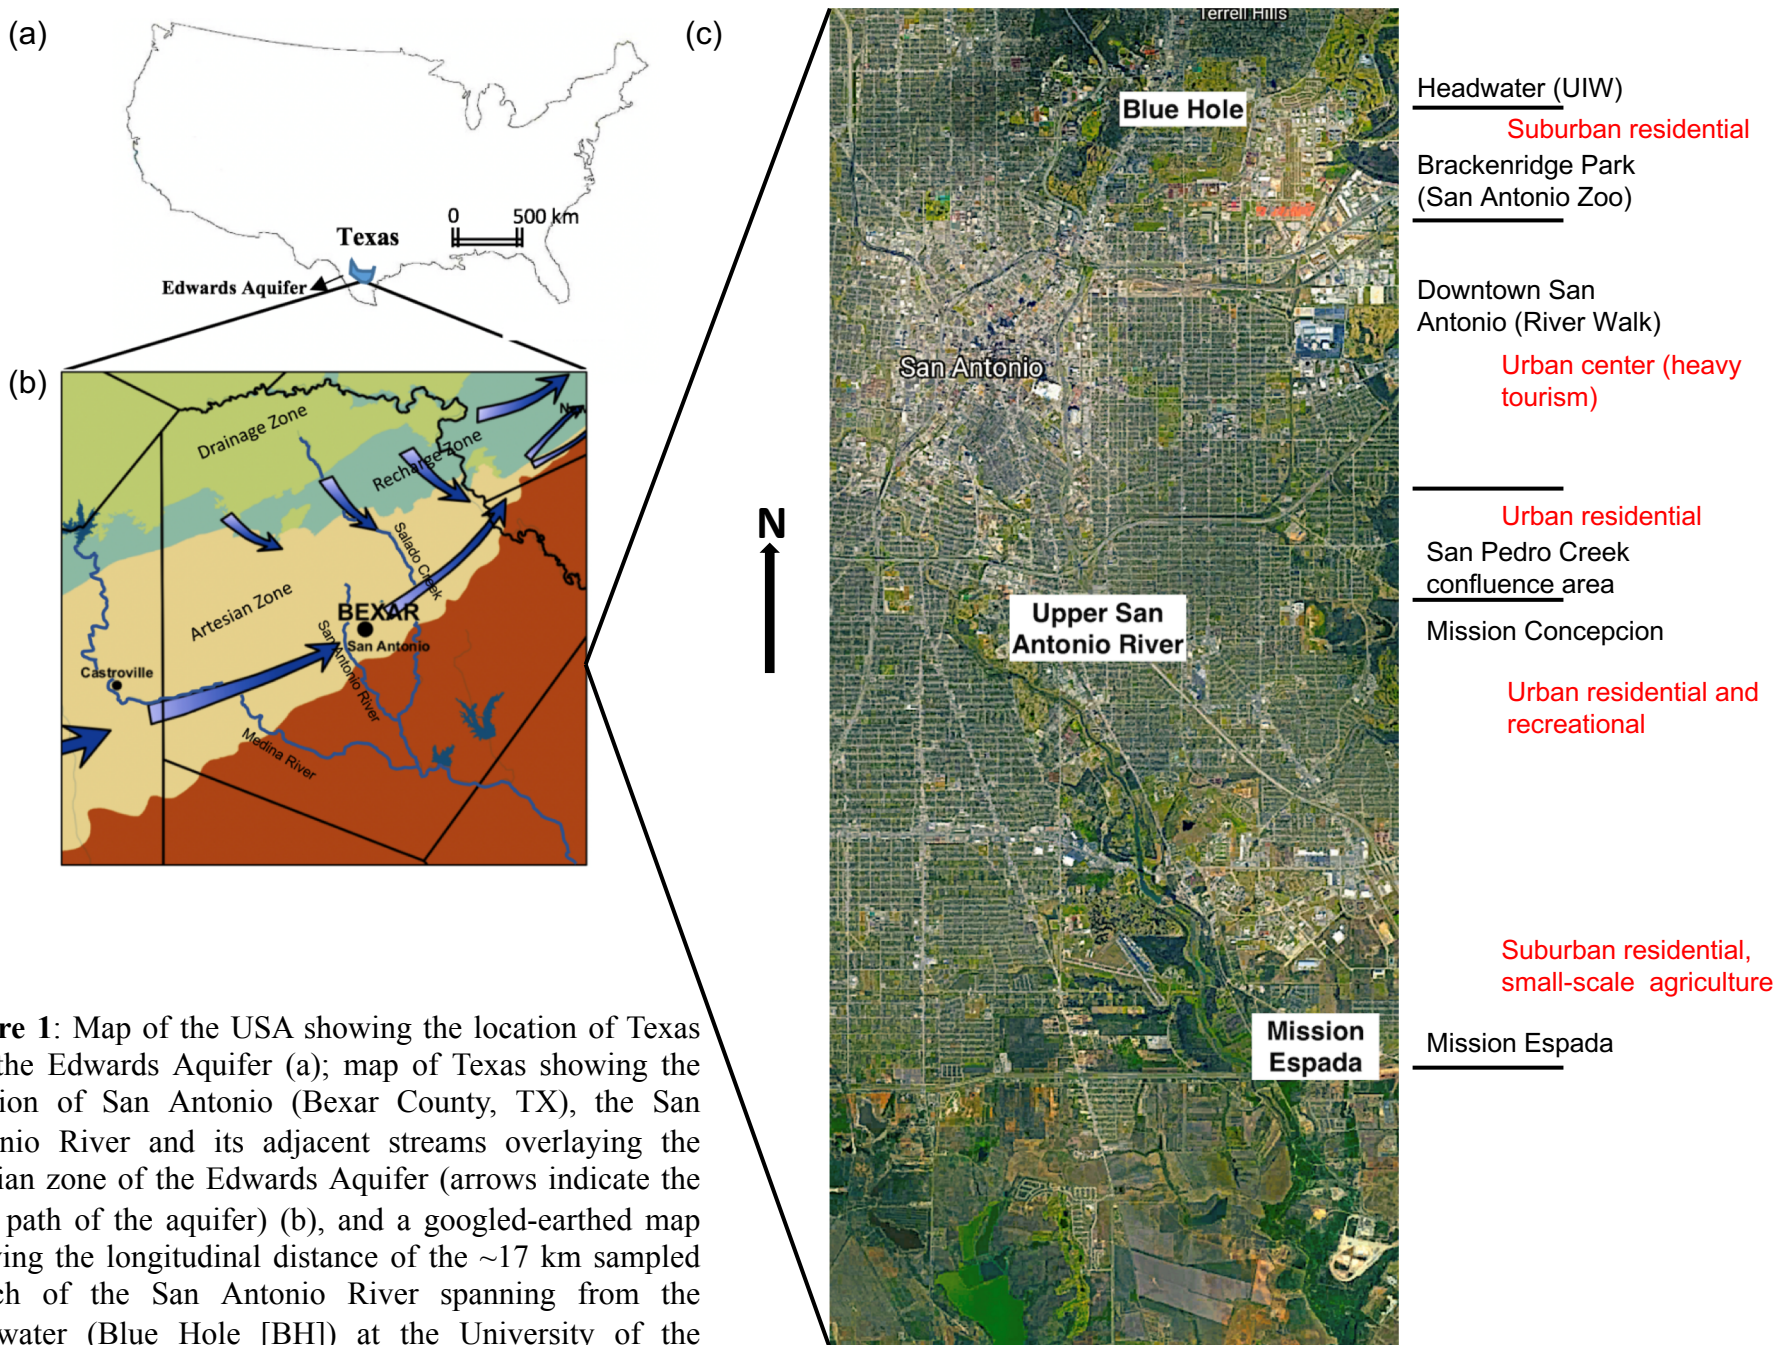 (a)
Texas
0 500 km
Edwards Aquifer
(b)
Drainage Zone
Recharge Zone
Artesian Zone
Salado Creek
BEXAR
San Antonio
San Antonio River
Castroville
Medina River
N
(c)
Terrell Hills
Blue Hole
San Antonio
Upper San
Antonio River
Mission
Espada
Headwater (UIW)
Suburban residential
Brackenridge Park
(San Antonio Zoo)
Downtown San
Antonio (River Walk)
Urban center (heavy
tourism)
Urban residential
San Pedro Creek
confluence area
Mission Concepcion
Urban residential and
recreational
Suburban residential,
small-scale agriculture
Mission Espada
re 1: Map of the USA showing the location of Texas
the Edwards Aquifer (a); map of Texas showing the
ion of San Antonio (Bexar County, TX), the San
nio River and its adjacent streams overlaying the
ian zone of the Edwards Aquifer (arrows indicate the
path of the aquifer) (b), and a googled-earthed map
ing the longitudinal distance of the ~17 km sampled
ch of the San Antonio River spanning from the
water (Blue Hole [BH]) at the University of the